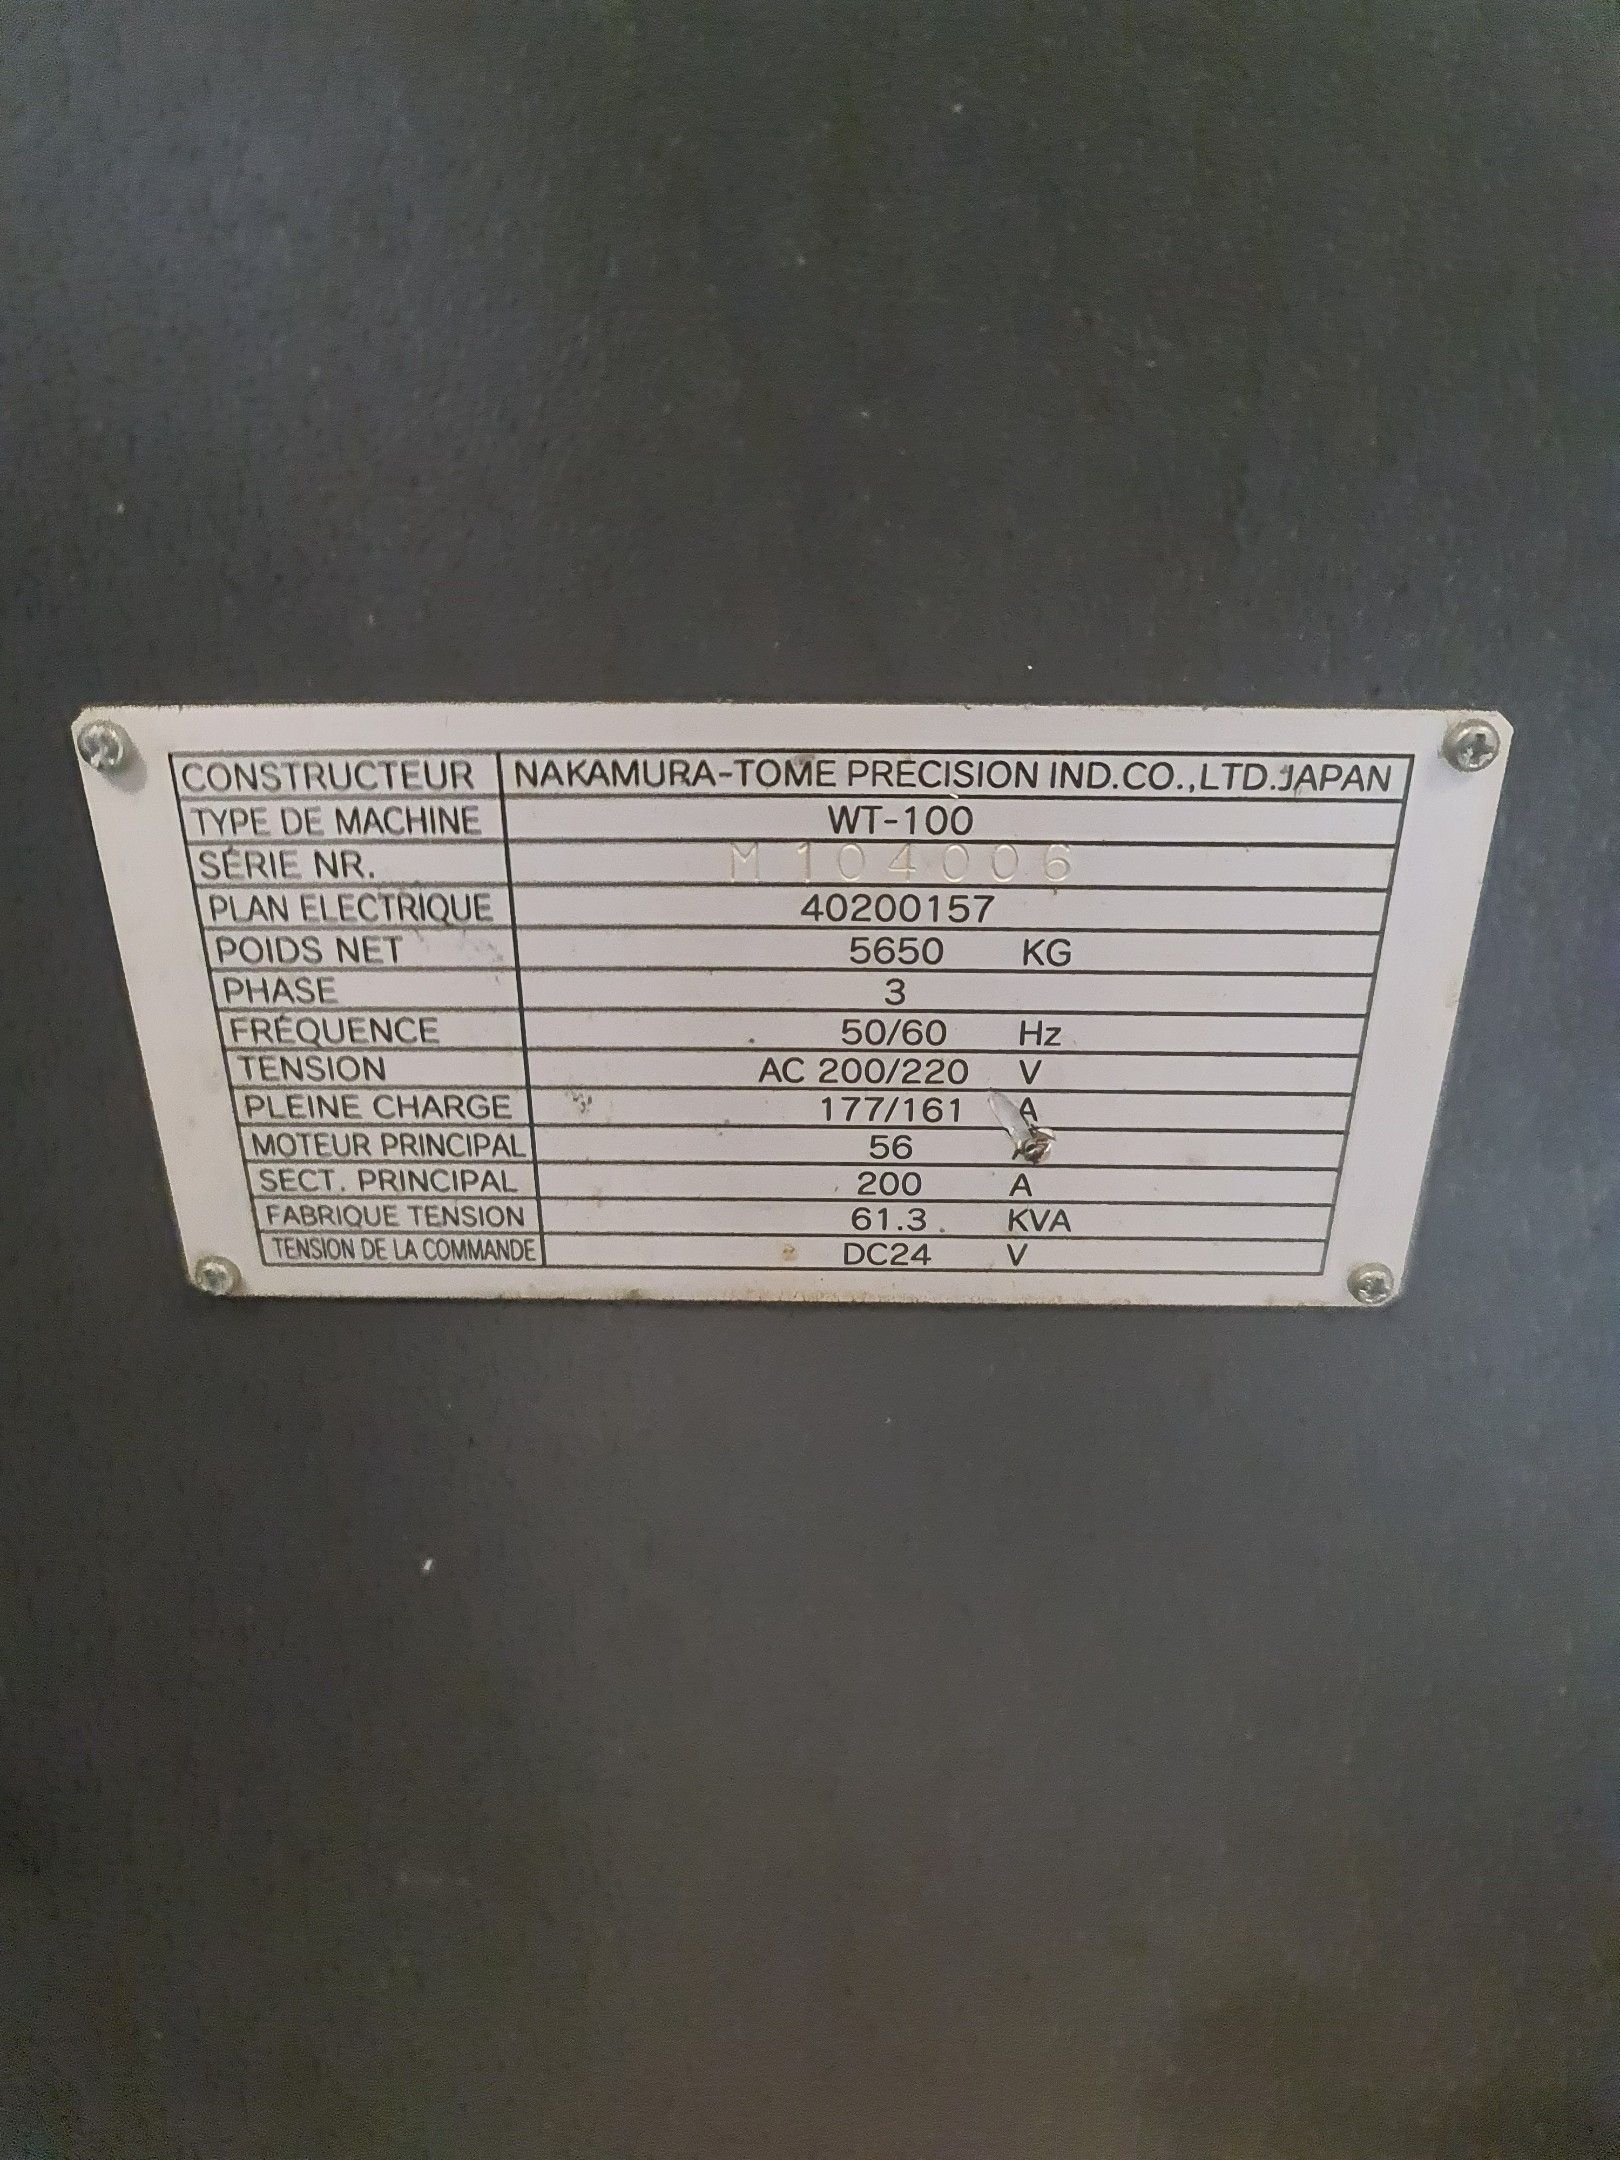 CONSTRUCTEUR NAKAMURA-TOME PRECISION IND.CO.,LTD.JAPAN
TYPE DE MACHINE WT-100
SÉRIE NR. M104006
PLAN ELECTRIQUE 40200157
POIDS NET 5650 KG
PHASE 3
FRÉQUENCE 50/60 Hz
TENSION AC 200/220 V
PLEINE CHARGE 177/161 A
MOTEUR PRINCIPAL 56
SECT. PRINCIPAL 200 A
FABRIQUE TENSION 61.3 KVA
TENSION DE LA COMMANDE DC24 V